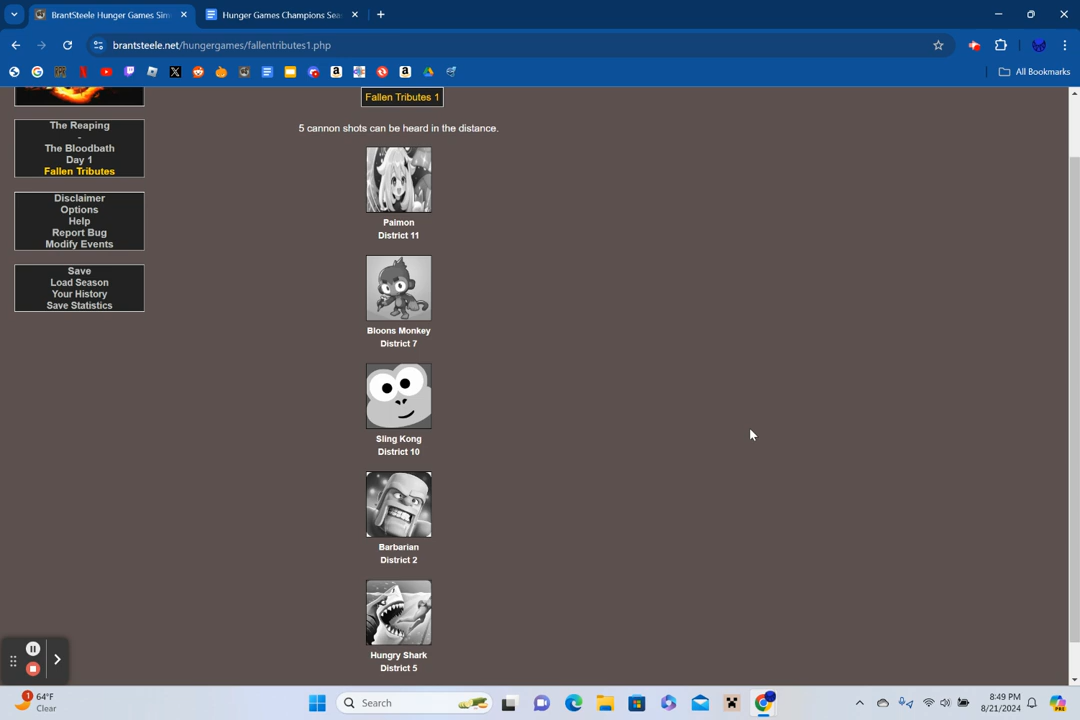 BrantSteele Hunger Games Sim
Hunger Games Champions Sea
brantsteele.net/hungergames/fallentributes1.php
All Bookmarks
Fallen Tributes 1
The Reaping
-
The Bloodbath
Day 1
Fallen Tributes
Disclaimer
Options
Help
Report Bug
Modify Events
Save
Load Season
Your History
Save Statistics
5 cannon shots can be heard in the distance.
Paimon
District 11
Bloons Monkey
District 7
Sling Kong
District 10
Barbarian
District 2
Hungry Shark
District 5
1
64°F
Clear
Search
8:49 PM
8/21/2024